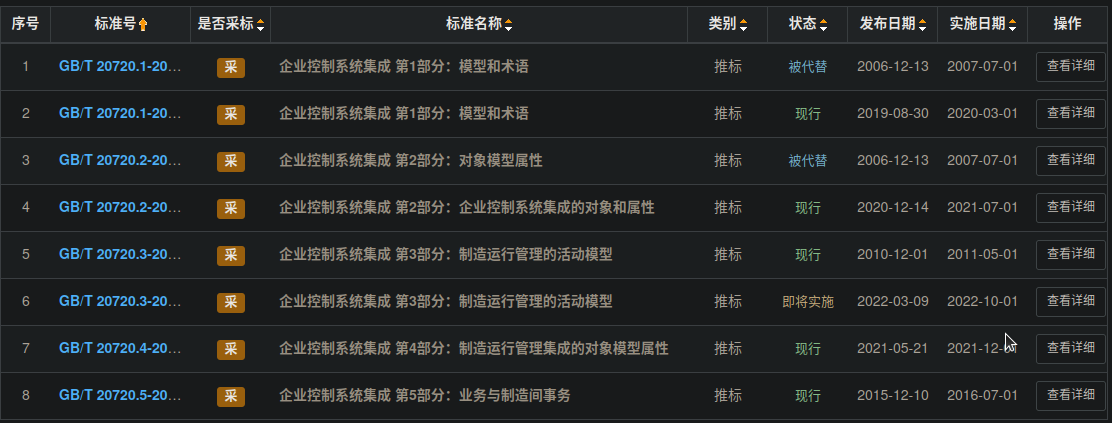 序号 标准号 是否采标 标准名称 类别 状态 发布日期 实施日期 操作
1 GB/T 20720.1-20... 采 企业控制系统集成 第1部分：模型和术语 推标 被代替 2006-12-13 2007-07-01 查看详细
2 GB/T 20720.1-20... 采 企业控制系统集成 第1部分：模型和术语 推标 现行 2019-08-30 2020-03-01 查看详细
3 GB/T 20720.2-20... 采 企业控制系统集成 第2部分：对象模型属性 推标 被代替 2006-12-13 2007-07-01 查看详细
4 GB/T 20720.2-20... 采 企业控制系统集成 第2部分：企业控制系统集成的对象和属性 推标 现行 2020-12-14 2021-07-01 查看详细
5 GB/T 20720.3-20... 采 企业控制系统集成 第3部分：制造运行管理的活动模型 推标 现行 2010-12-01 2011-05-01 查看详细
6 GB/T 20720.3-20... 采 企业控制系统集成 第3部分：制造运行管理的活动模型 推标 即将实施 2022-03-09 2022-10-01 查看详细
7 GB/T 20720.4-20... 采 企业控制系统集成 第4部分：制造运行管理集成的对象模型属性 推标 现行 2021-05-21 2021-12- 查看详细
8 GB/T 20720.5-20... 采 企业控制系统集成 第5部分：业务与制造间事务 推标 现行 2015-12-10 2016-07-01 查看详细